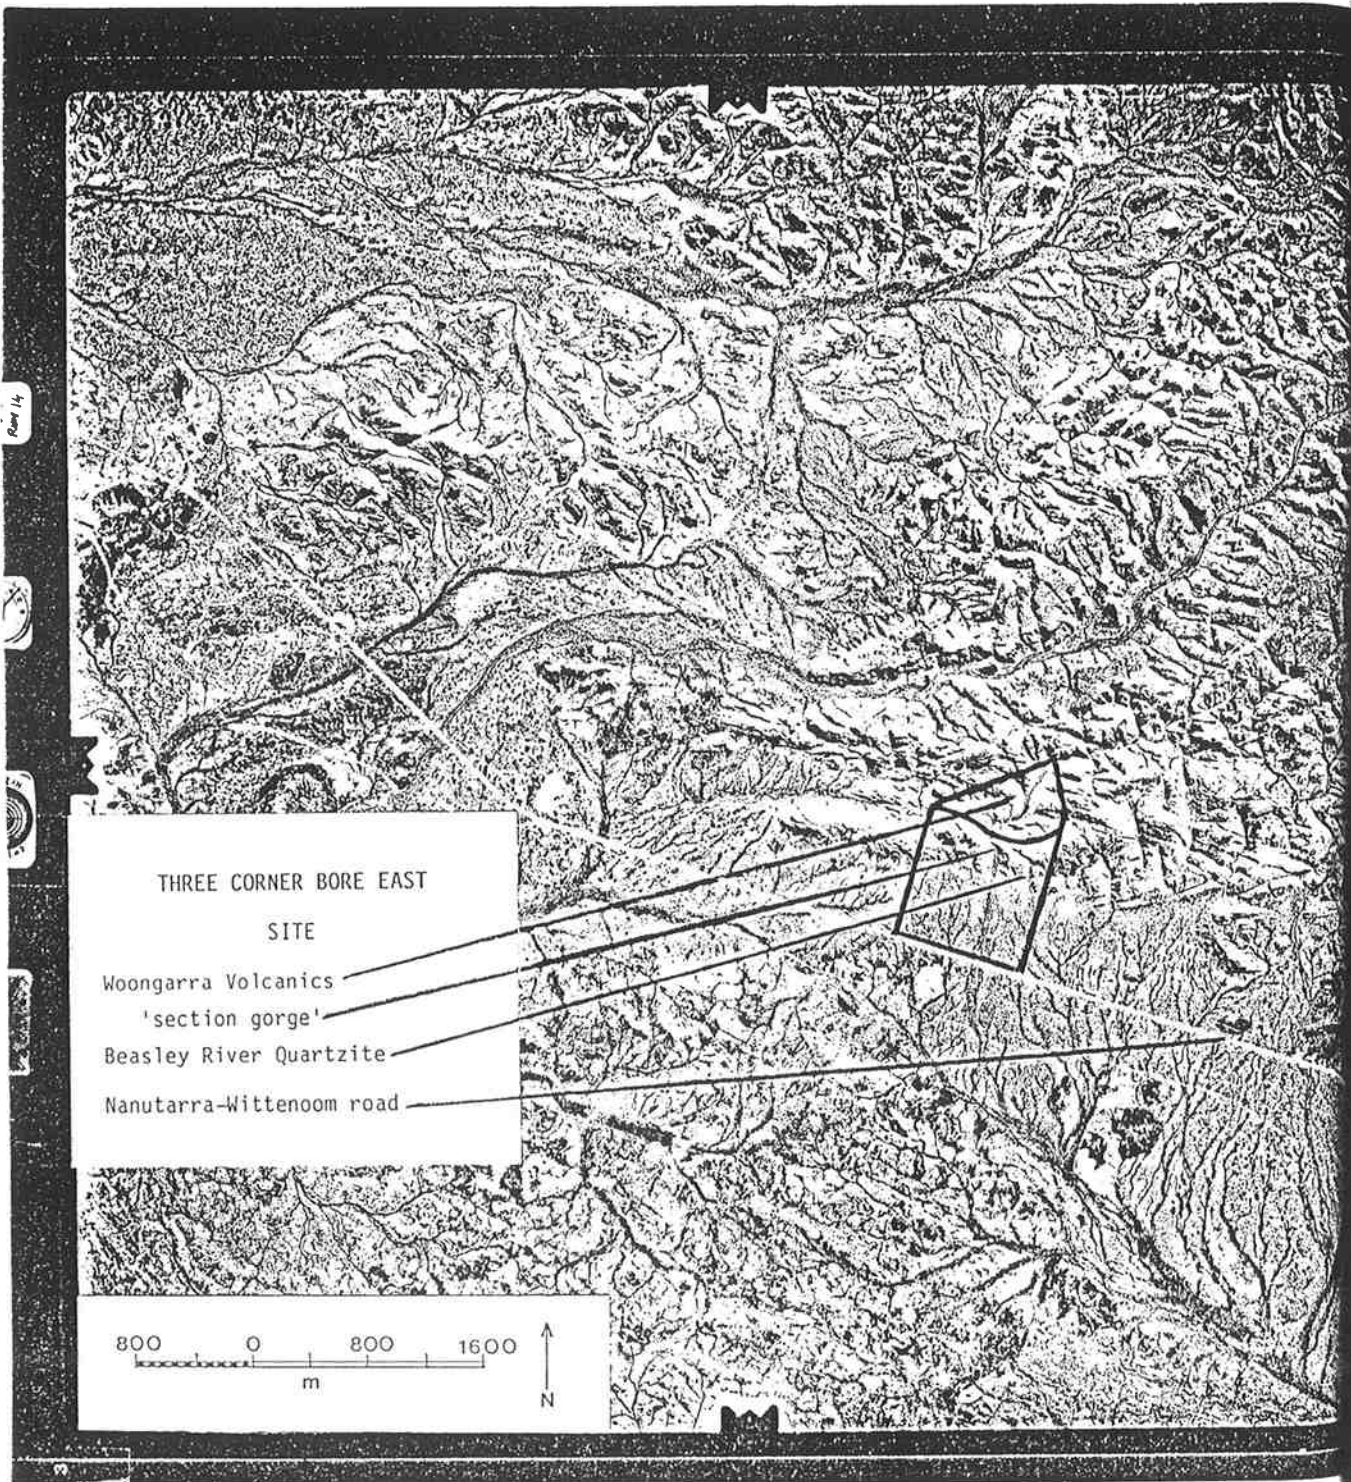 THREE CORNER BORE EAST
SITE
Woongarra Volcanics
'section gorge'
Beasley River Quartzite
Nanutarra-Wittenoom road
800 0 800 1600
m
N
3